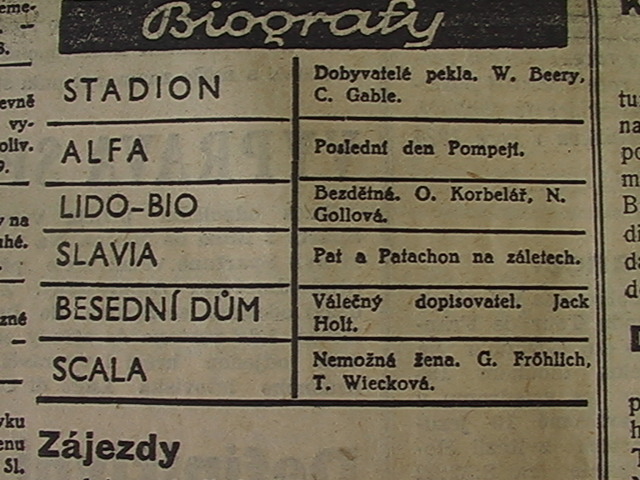 Biografy
STADION
Dobyvatelé pekla. W. Beery,
C. Gable.
ALFA
Poslední den Pompejí.
LIDO-BIO
Bezdětná. O. Korbelář, N.
Gollová.
SLAVIA
Pat a Patachon na záletech.
BESEDNÍ DŮM
Válečný dopisovatel. Jack
Holt.
SCALA
Nemožná žena. G. Fröhlich,
T. Wiecková.
Zájezdy